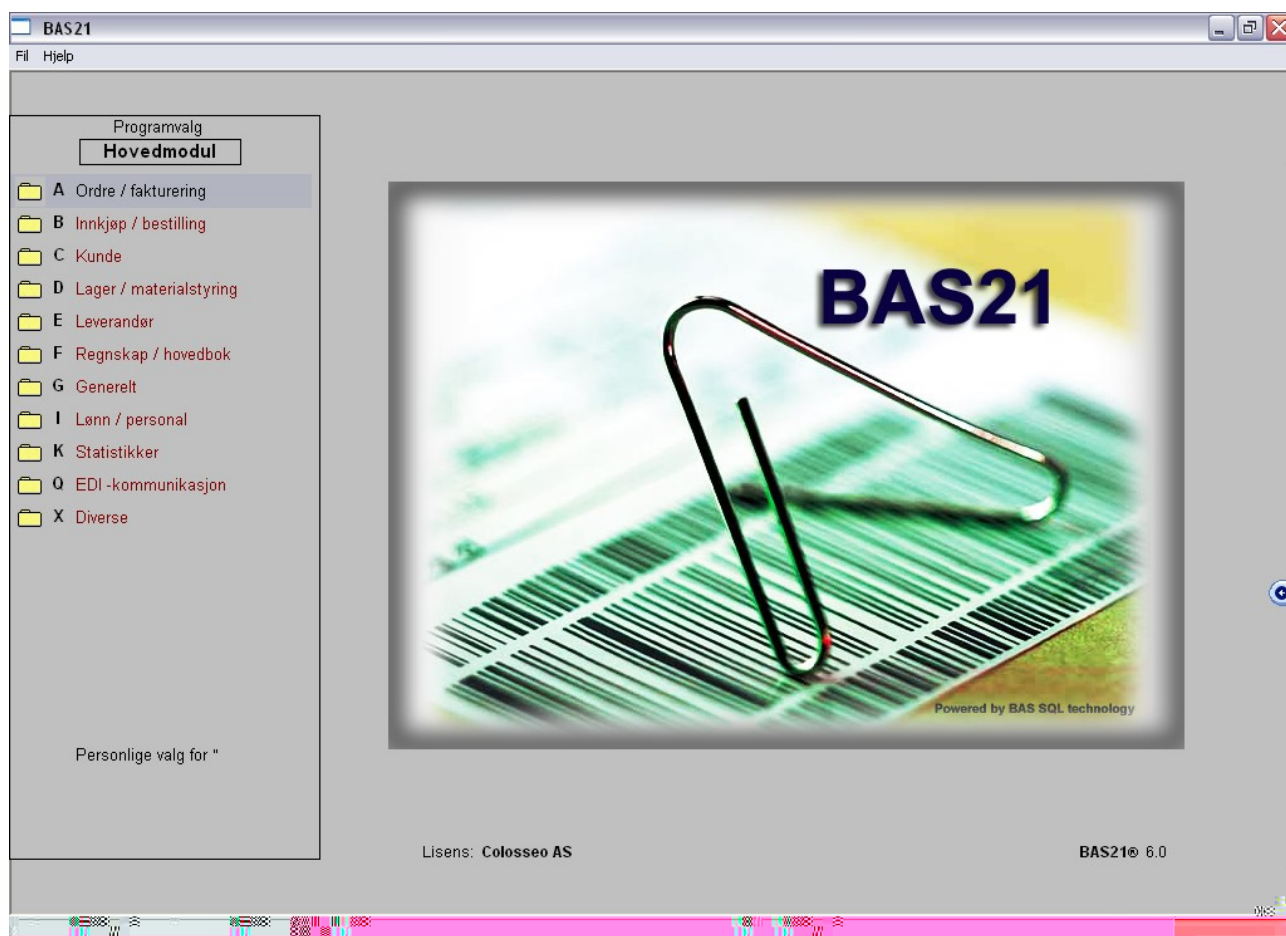 BAS21
Fil Hjelp
Programvalg
Hovedmodul
A Ordre / fakturering
B Innkjøp / bestilling
C Kunde
D Lager / materialstyring
E Leverandør
F Regnskap / hovedbok
G Generelt
I Lønn / personal
K Statistikker
Q EDI -kommunikasjon
X Diverse
Personlige valg for "
BAS21
Powered by BAS SQL technology
Lisens: Colosseo AS
BAS21® 6.0